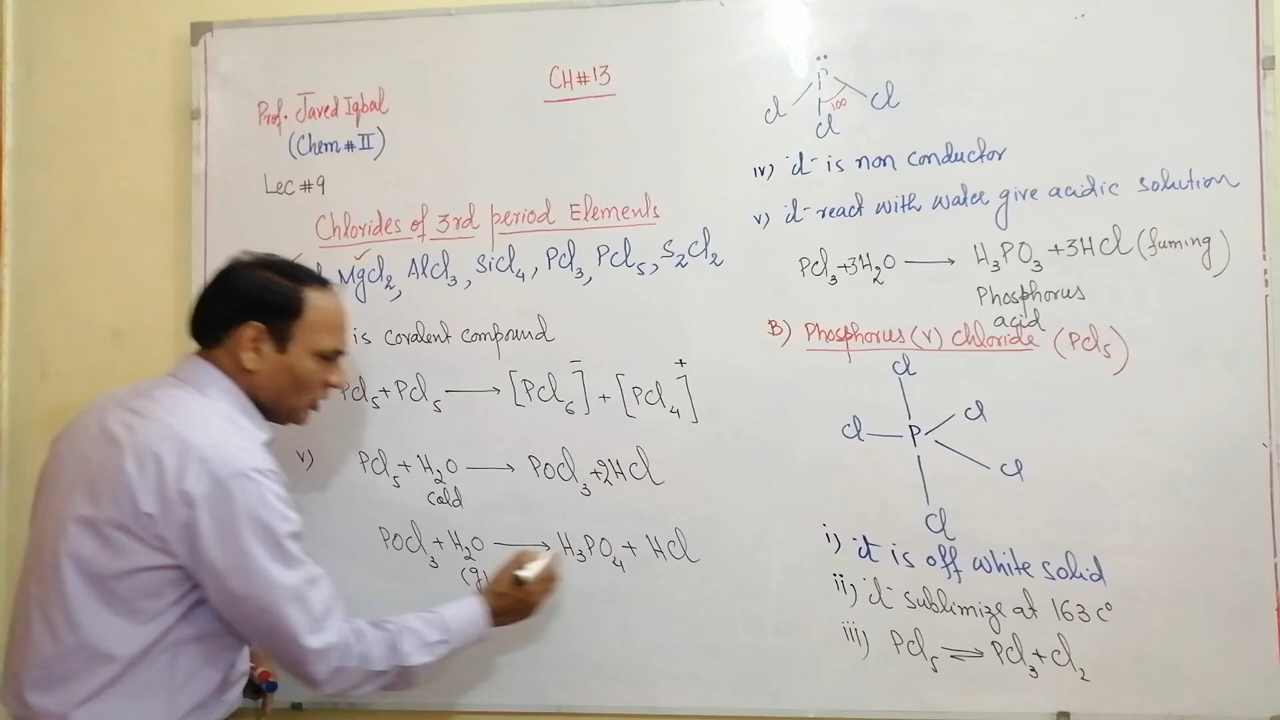 CH#13
Prof. Javed Iqbal
(Chem # II)
Lec #9
Chlorides of 3rd period Elements
Mgcl₂, Alcl₃, Sicl₄, Pcl₃, Pcl₅, S₂Cl₂
is covalent compound
Pcl₅+Pcl₅ ⟶ [Pcl₆]⁻ + [Pcl₄]⁺
v) Pcl₅ + H₂O ⟶ POCl₃+2HCl
cold
POCl₃+H₂O ⟶ H₃PO₄ + HCl
(g)
P
Cl Cl
100
Cl
iv) it is non conductor
v) it react with water give acidic solution
Pcl₃+3H₂O ⟶ H₃PO₃+3HCl (fuming)
Phosphorus
acid
B) Phosphorus (v) chloride (Pcl₅)
Cl
Cl
Cl—P
Cl
Cl
i) it is off white solid
ii) it sublimize at 163 c°
iii) Pcl₅ ⇌ Pcl₃+Cl₂